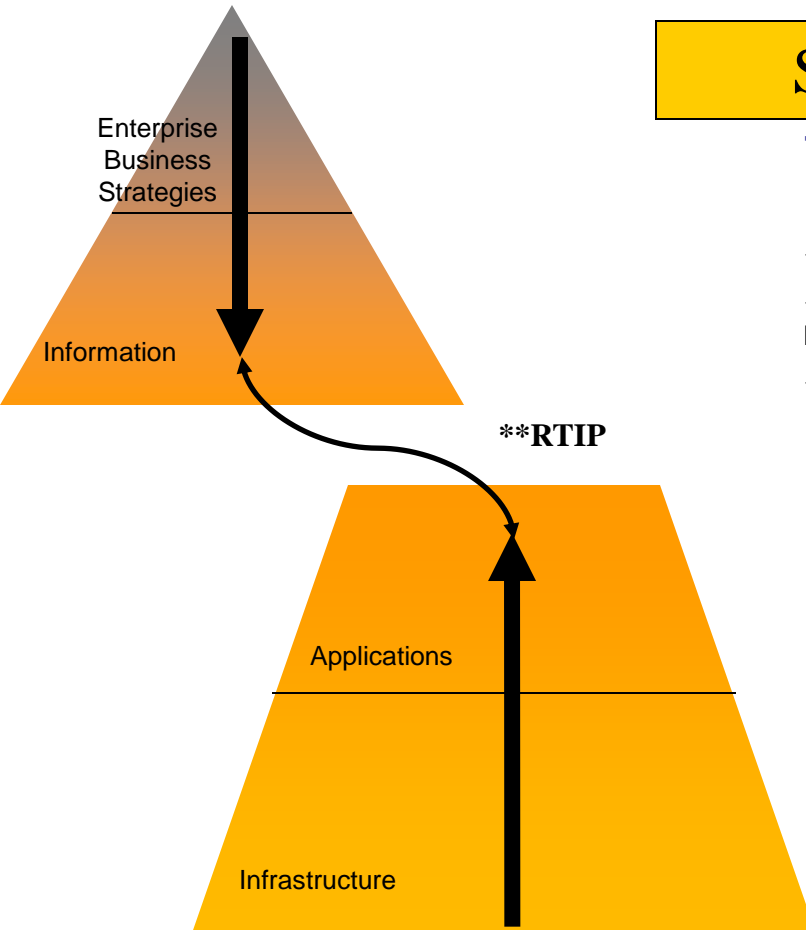 Enterprise
Business
Strategies
Information
**RTIP
Applications
Infrastructure